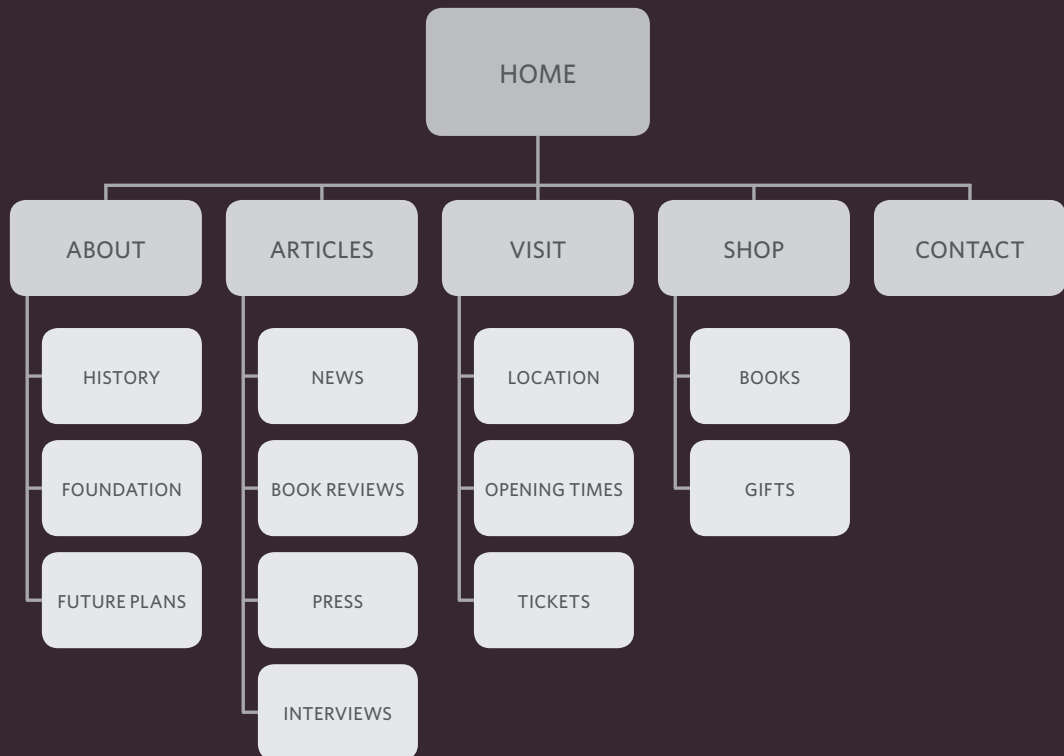 HOME
ABOUT
ARTICLES
VISIT
SHOP
CONTACT
HISTORY
NEWS
LOCATION
BOOKS
FOUNDATION
BOOK REVIEWS
OPENING TIMES
GIFTS
FUTURE PLANS
PRESS
TICKETS
INTERVIEWS